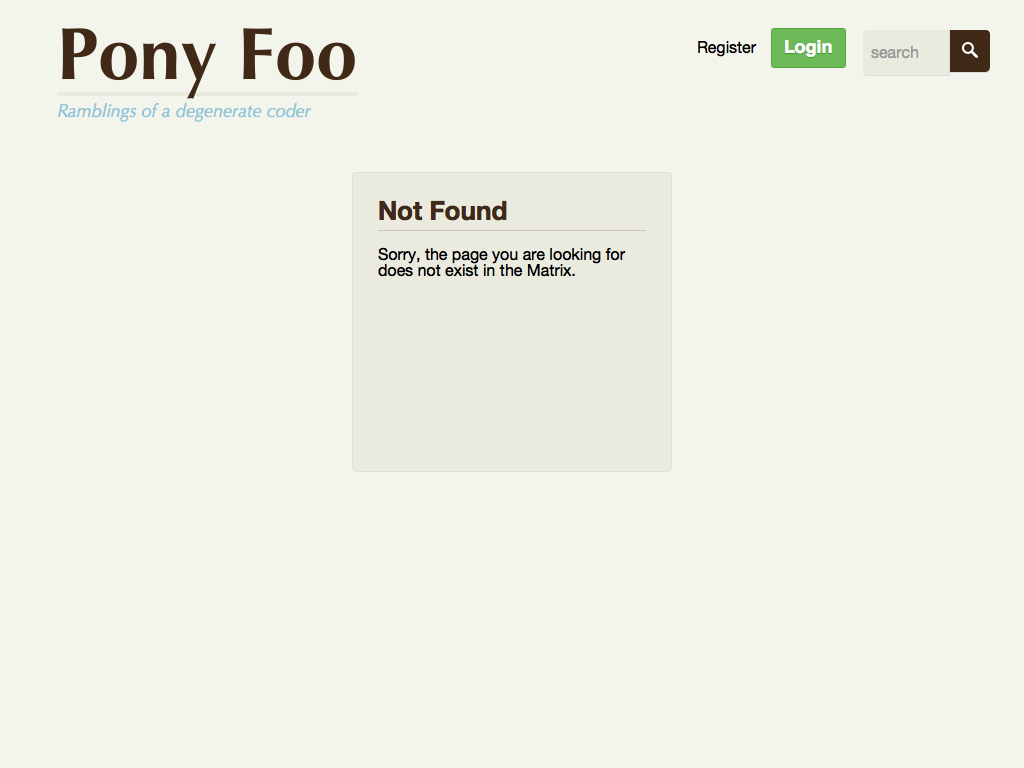 Pony Foo
Ramblings of a degenerate coder
Register
Login
search
Not Found
Sorry, the page you are looking for
does not exist in the Matrix.